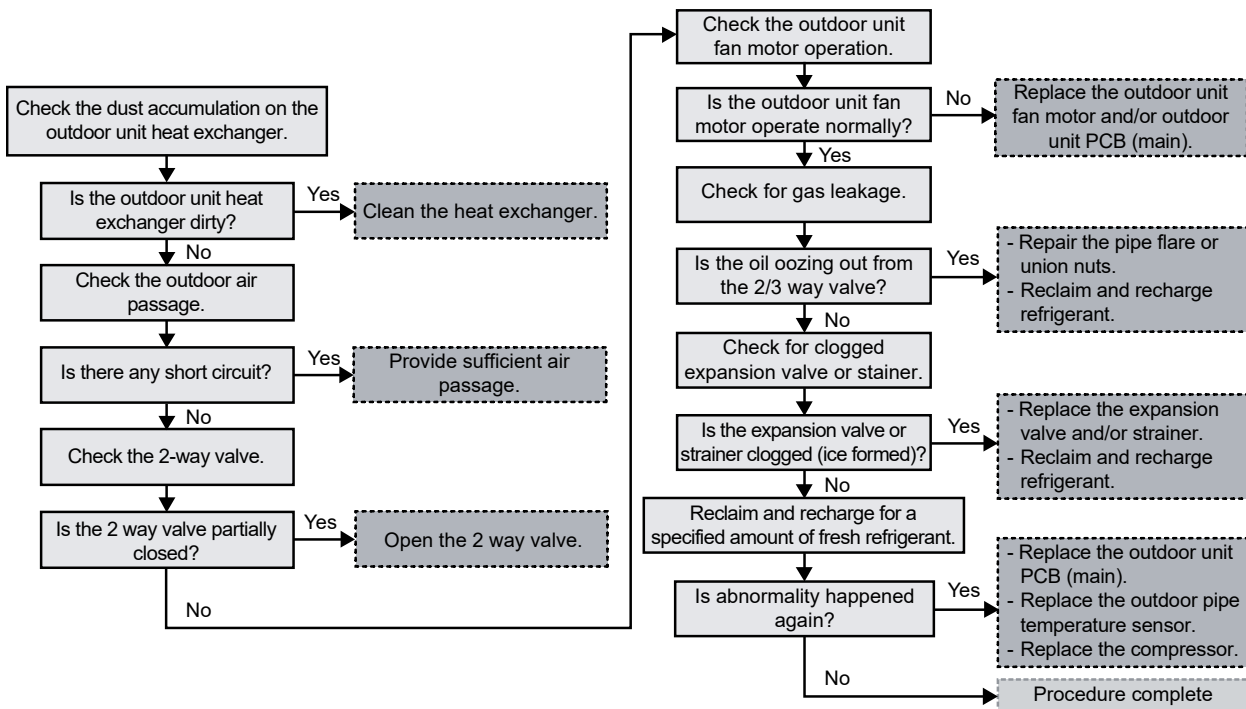 Check the dust accumulation on the
outdoor unit heat exchanger.
Is the outdoor unit heat
exchanger dirty?
Yes
Clean the heat exchanger.
No
Check the outdoor air
passage.
Is there any short circuit?
Yes
Provide sufficient air
passage.
No
Check the 2-way valve.
Is the 2 way valve partially
closed?
Yes
Open the 2 way valve.
No
Check the outdoor unit
fan motor operation.
Is the outdoor unit fan
motor operate normally?
No
Replace the outdoor unit
fan motor and/or outdoor
unit PCB (main).
Yes
Check for gas leakage.
Is the oil oozing out from
the 2/3 way valve?
Yes
- Repair the pipe flare or
union nuts.
- Reclaim and recharge
refrigerant.
No
Check for clogged
expansion valve or stainer.
Is the expansion valve or
strainer clogged (ice formed)?
Yes
- Replace the expansion
valve and/or strainer.
- Reclaim and recharge
refrigerant.
No
Reclaim and recharge for a
specified amount of fresh refrigerant.
Is abnormality happened
again?
Yes
- Replace the outdoor unit
PCB (main).
- Replace the outdoor pipe
temperature sensor.
- Replace the compressor.
No
Procedure complete